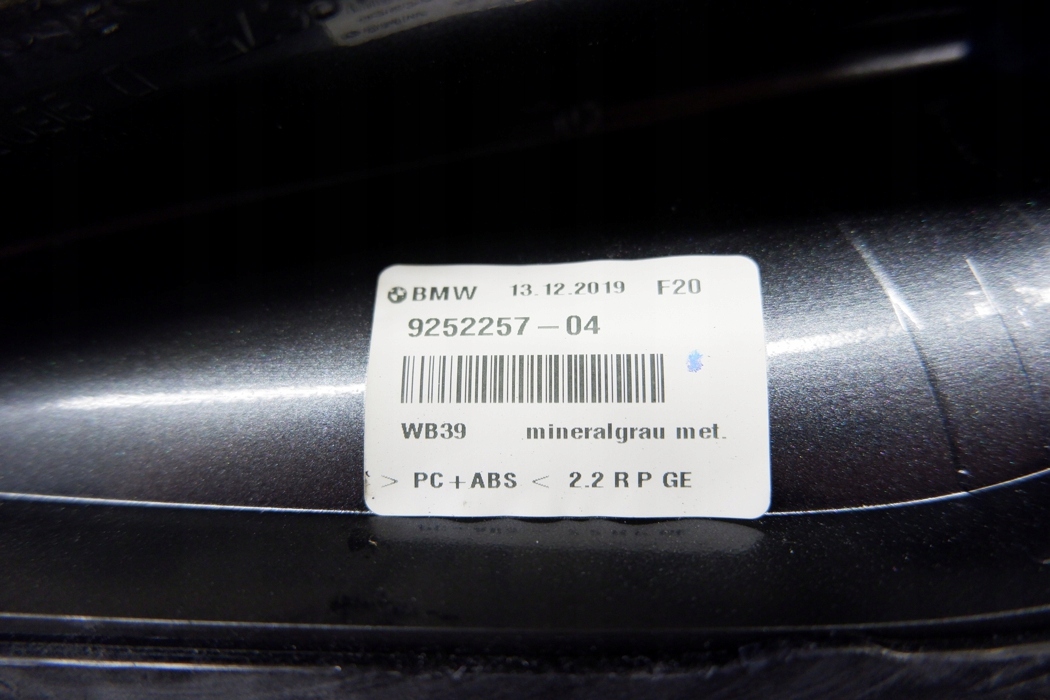 BMW 13.12.2019 F20
9252257-04
WB39 mineralgrau met.
> PC+ABS < 2.2 R P GE